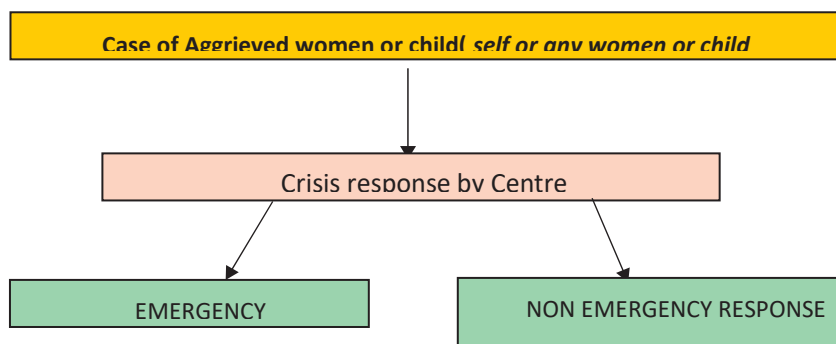 Case of Aggrieved women or child( self or any women or child
Crisis response by Centre
EMERGENCY
NON EMERGENCY RESPONSE